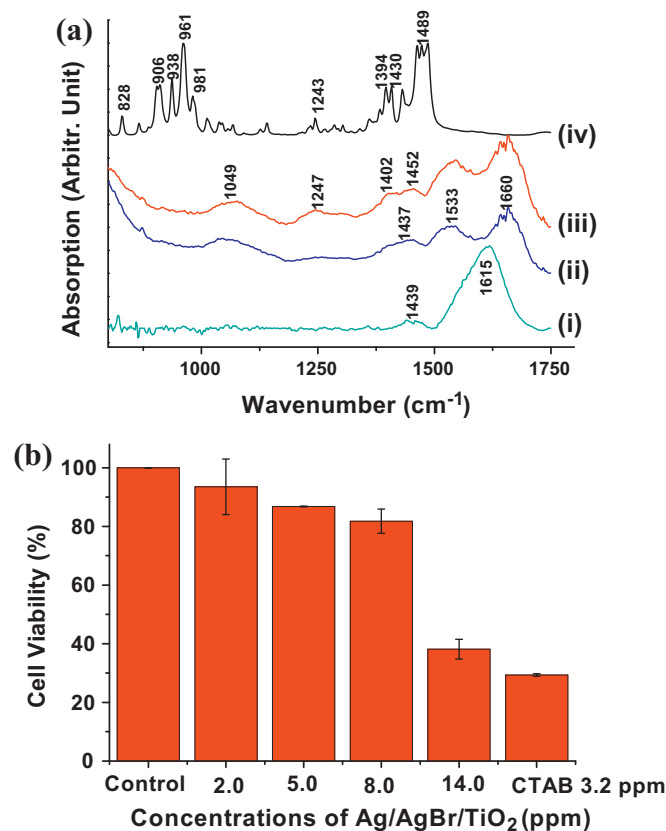 (a)
Absorption (Arbitr. Unit)
828
906
938
961
981
1243
1394
1430
1489
(iv)
1049
1247
1402
1452
(iii)
1437
1533
1660
(ii)
1439
1615
(i)
1000 1250 1500 1750
Wavenumber (cm⁻¹)
(b)
Cell Viability (%)
100
80
60
40
20
0
Control 2.0 5.0 8.0 14.0 CTAB 3.2 ppm
Concentrations of Ag/AgBr/TiO₂ (ppm)